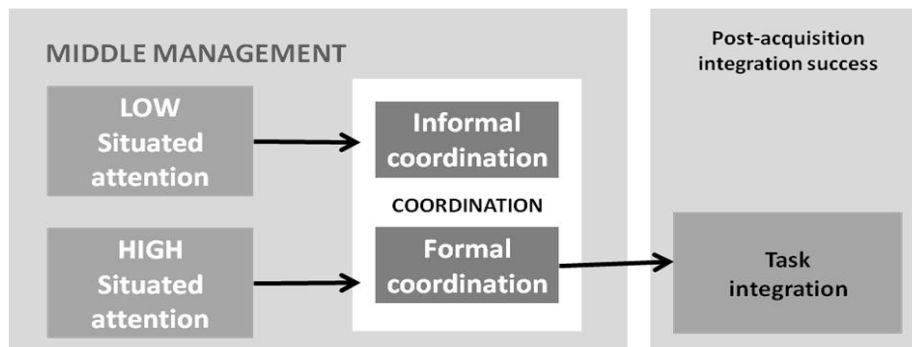 MIDDLE MANAGEMENT
LOW
Situated
attention
Informal
coordination
COORDINATION
HIGH
Situated
attention
Formal
coordination
Post-acquisition
integration success
Task
integration